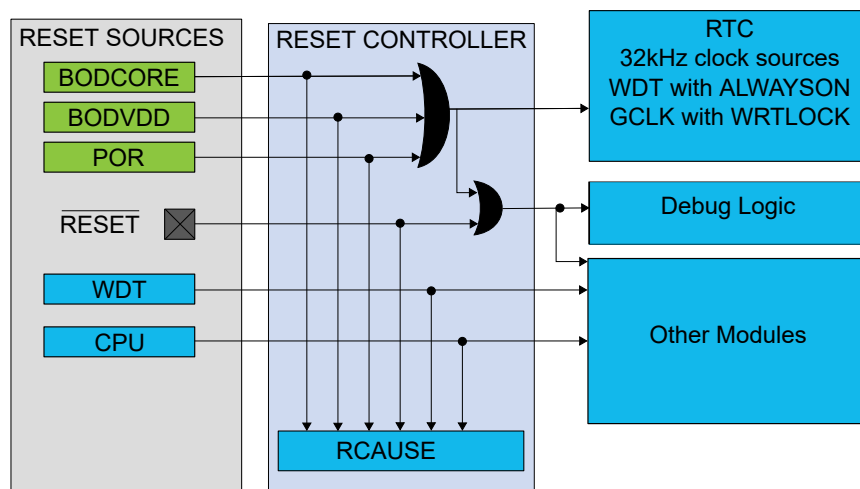 RESET SOURCES
BODCORE
BODVDD
POR
RESET
WDT
CPU
RESET CONTROLLER
RCAUSE
RTC
32kHz clock sources
WDT with ALWAYSON
GCLK with WRTLOCK
Debug Logic
Other Modules